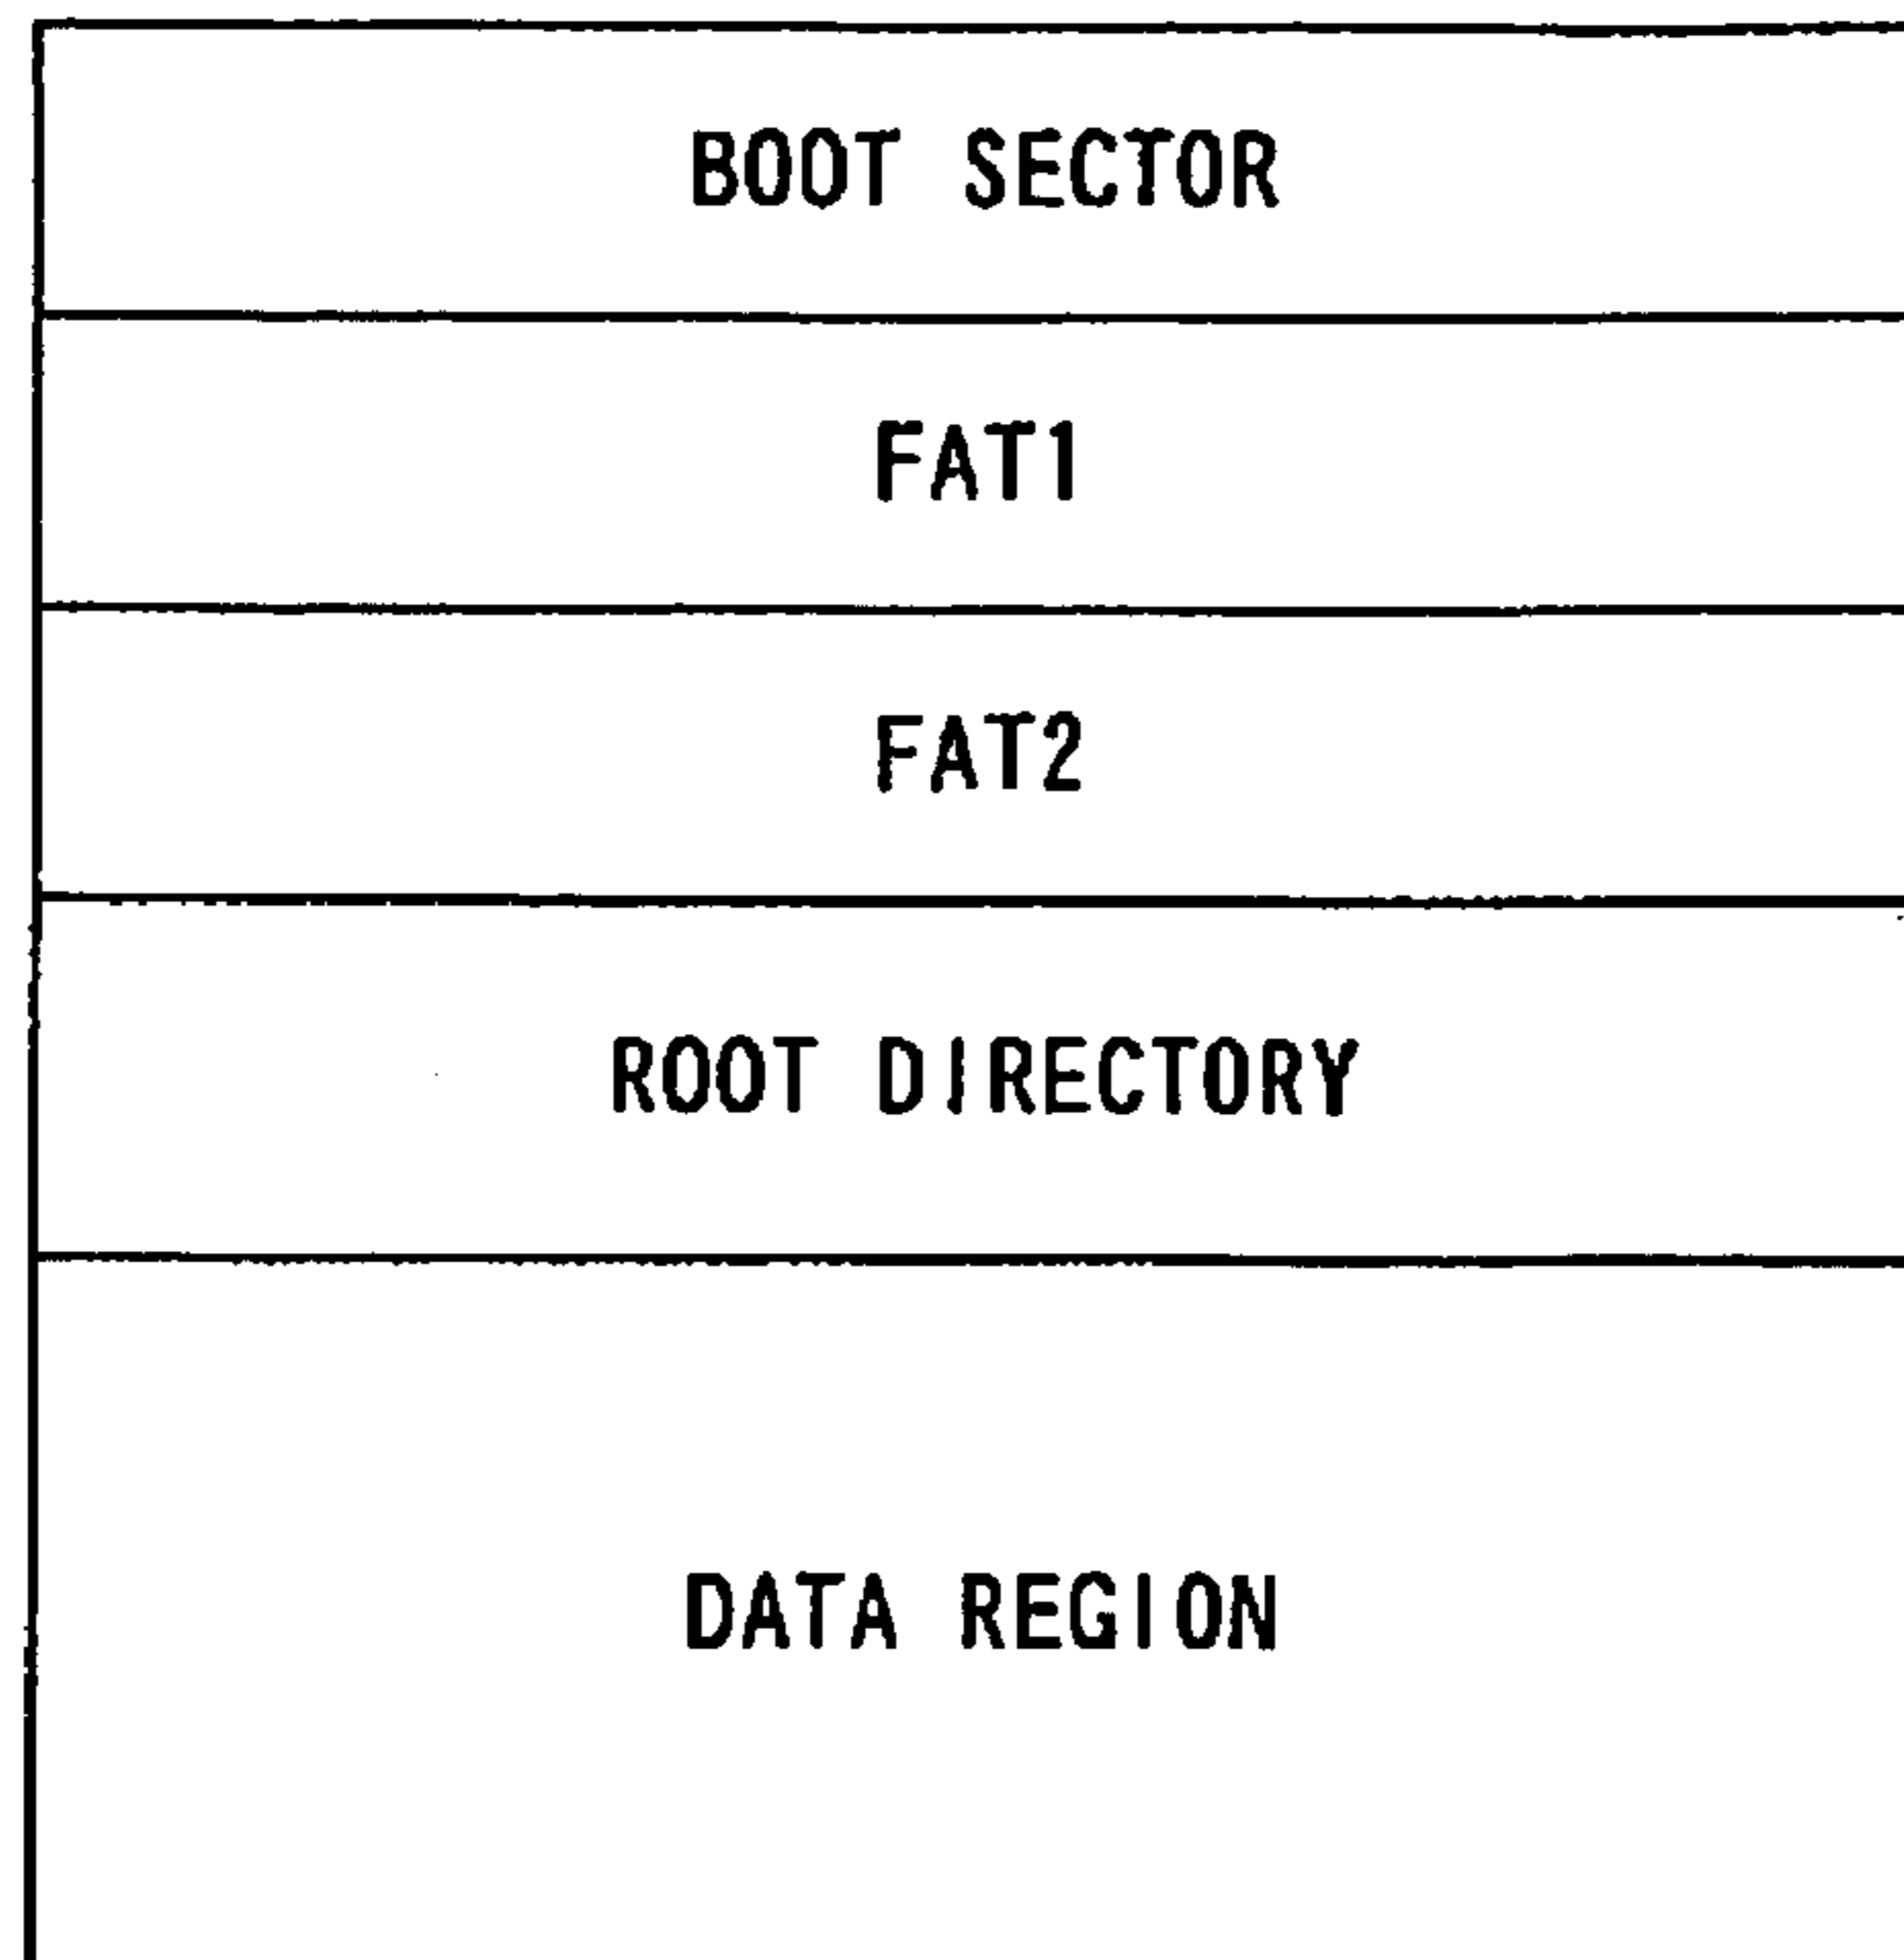 BOOT SECTOR
FAT1
FAT2
ROOT DIRECTORY
DATA REGION